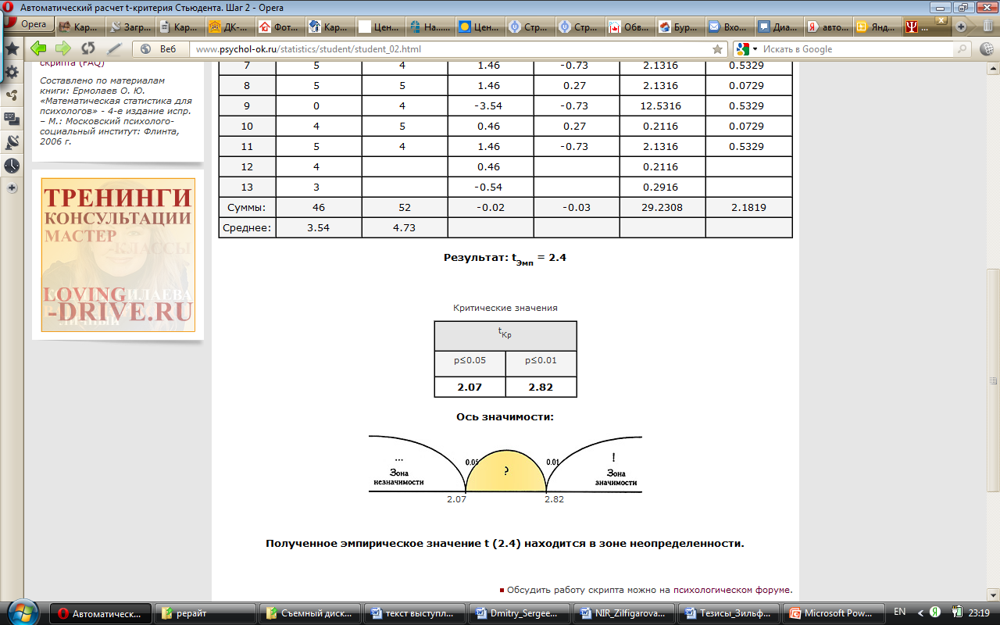 Автоматический расчет t-критерия Стьюдента. Шаг 2 - Opera
Opera
Кар...
Загр...
Кар...
ДК-...
Фот...
Кар...
Цен...
На...
Цен...
Стр...
Стр...
Обв...
Бур...
Вхо...
Диа...
авто...
Янд...
...
Веб
www.psychol-ok.ru/statistics/student/student_02.html
Искать в Google
скрипта (FAQ)
Составлено по материалам
книги: Ермолаев О. Ю.
«Математическая статистика для
психологов» - 4-е издание испр.
– М.: Московский психолого-
социальный институт: Флинта,
2006 г.
ТРЕНИНГИ
КОНСУЛЬТАЦИИ
МАСТЕР
-КЛАССЫ
LOVING
-DRIVE.RU
7 5 4 1.46 -0.73 2.1316 0.5329
8 5 5 1.46 0.27 2.1316 0.0729
9 0 4 -3.54 -0.73 12.5316 0.5329
10 4 5 0.46 0.27 0.2116 0.0729
11 5 4 1.46 -0.73 2.1316 0.5329
12 4 0.46 0.2116
13 3 -0.54 0.2916
Суммы: 46 52 -0.02 -0.03 29.2308 2.1819
Среднее: 3.54 4.73
Результат: tЭмп = 2.4
Критические значения
tКр
p≤0.05 p≤0.01
2.07 2.82
Ось значимости:
... 0.05 ? 0.01 !
Зона
незначимости
Зона
значимости
2.07 2.82
Полученное эмпирическое значение t (2.4) находится в зоне неопределенности.
Обсудить работу скрипта можно на психологическом форуме.
Автоматическ...
рерайт
Съемный диск...
текст выступл...
Dmitry_Sergee...
NIR_Zilfigarova...
Тезисы_Зильф...
Microsoft Pow...
EN
23:19